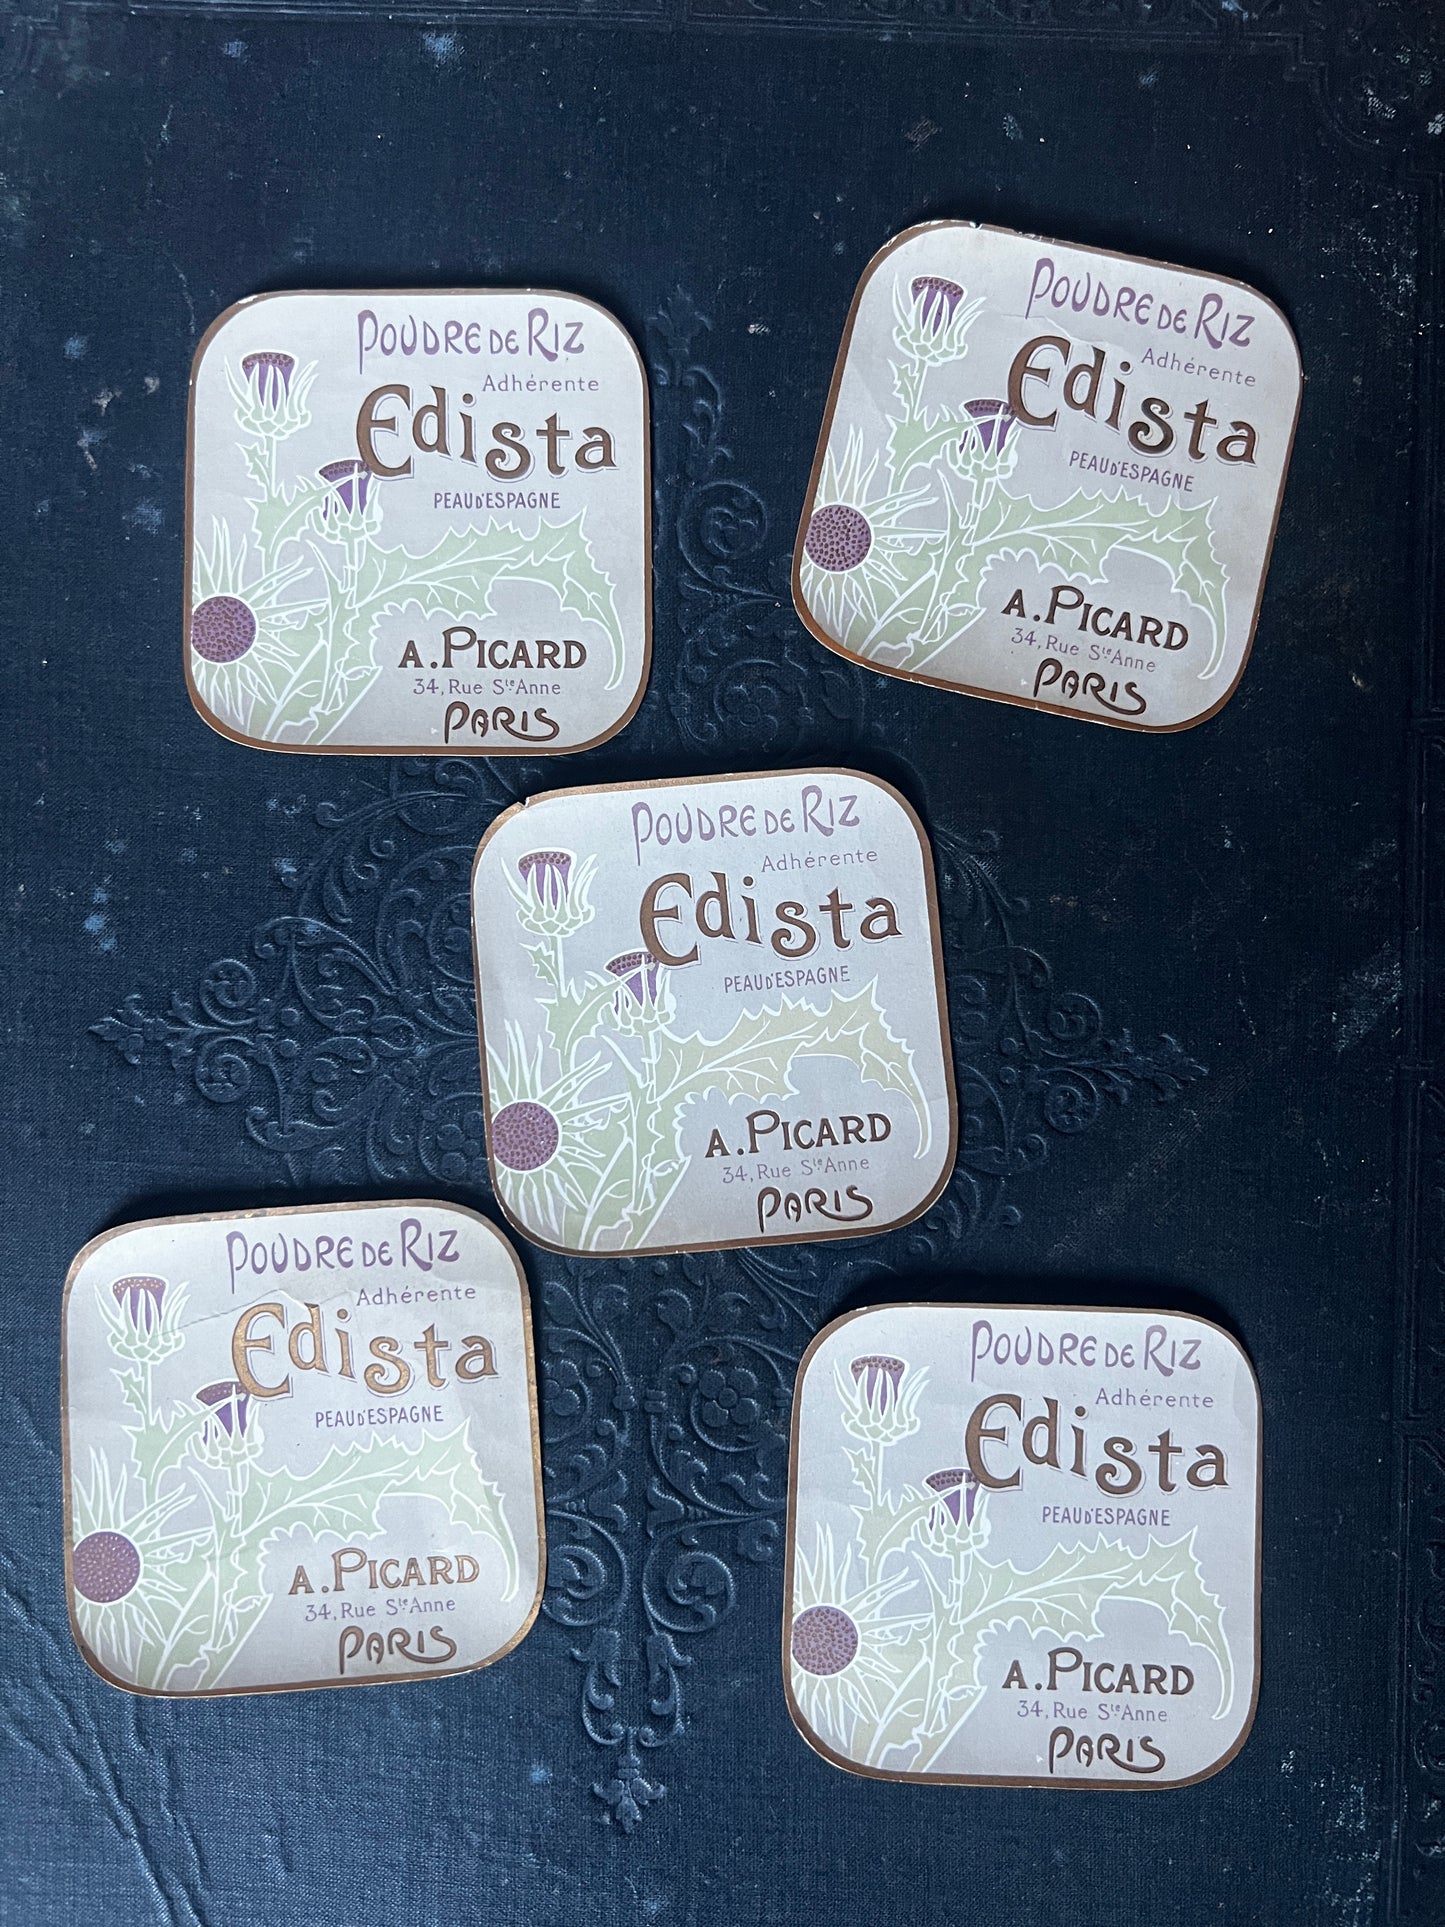 POUDRE DE RIZ
Adhérente
Edista
PEAU D'ESPAGNE
A. PICARD
34, Rue Ste Anne
PARIS
POUDRE DE RIZ
Adhérente
Edista
PEAU D'ESPAGNE
A. PICARD
34, Rue Ste Anne
PARIS
POUDRE DE RIZ
Adhérente
Edista
PEAU D'ESPAGNE
A. PICARD
34, Rue Ste Anne
PARIS
POUDRE DE RIZ
Adhérente
Edista
PEAU D'ESPAGNE
A. PICARD
34, Rue Ste Anne
PARIS
POUDRE DE RIZ
Adhérente
Edista
PEAU D'ESPAGNE
A. PICARD
34, Rue Ste Anne
PARIS